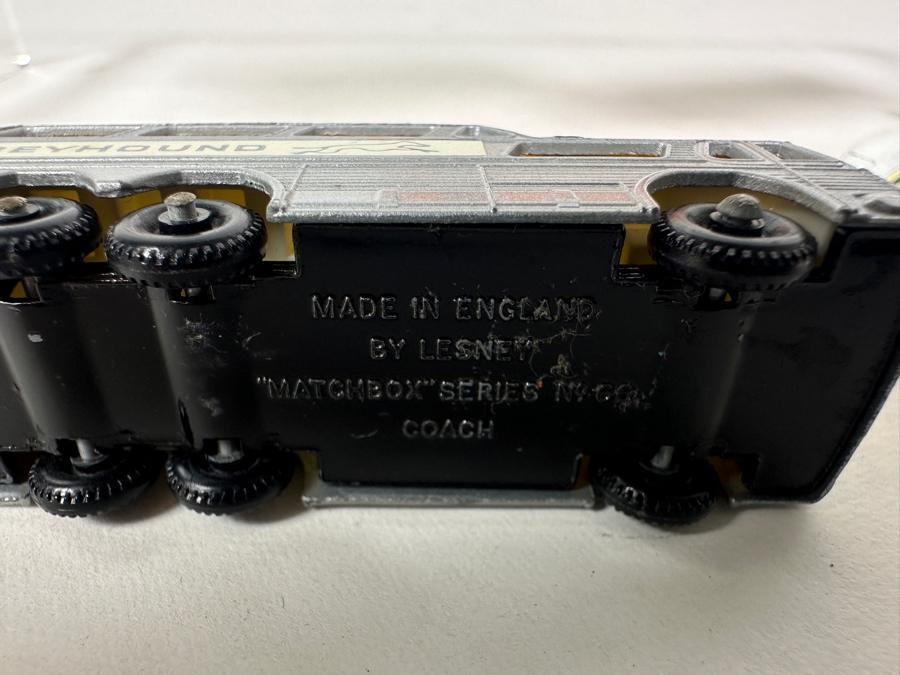 EYHOUND
MADE IN ENGLAND
BY LESNEY
"MATCHBOX" SERIES
COACH